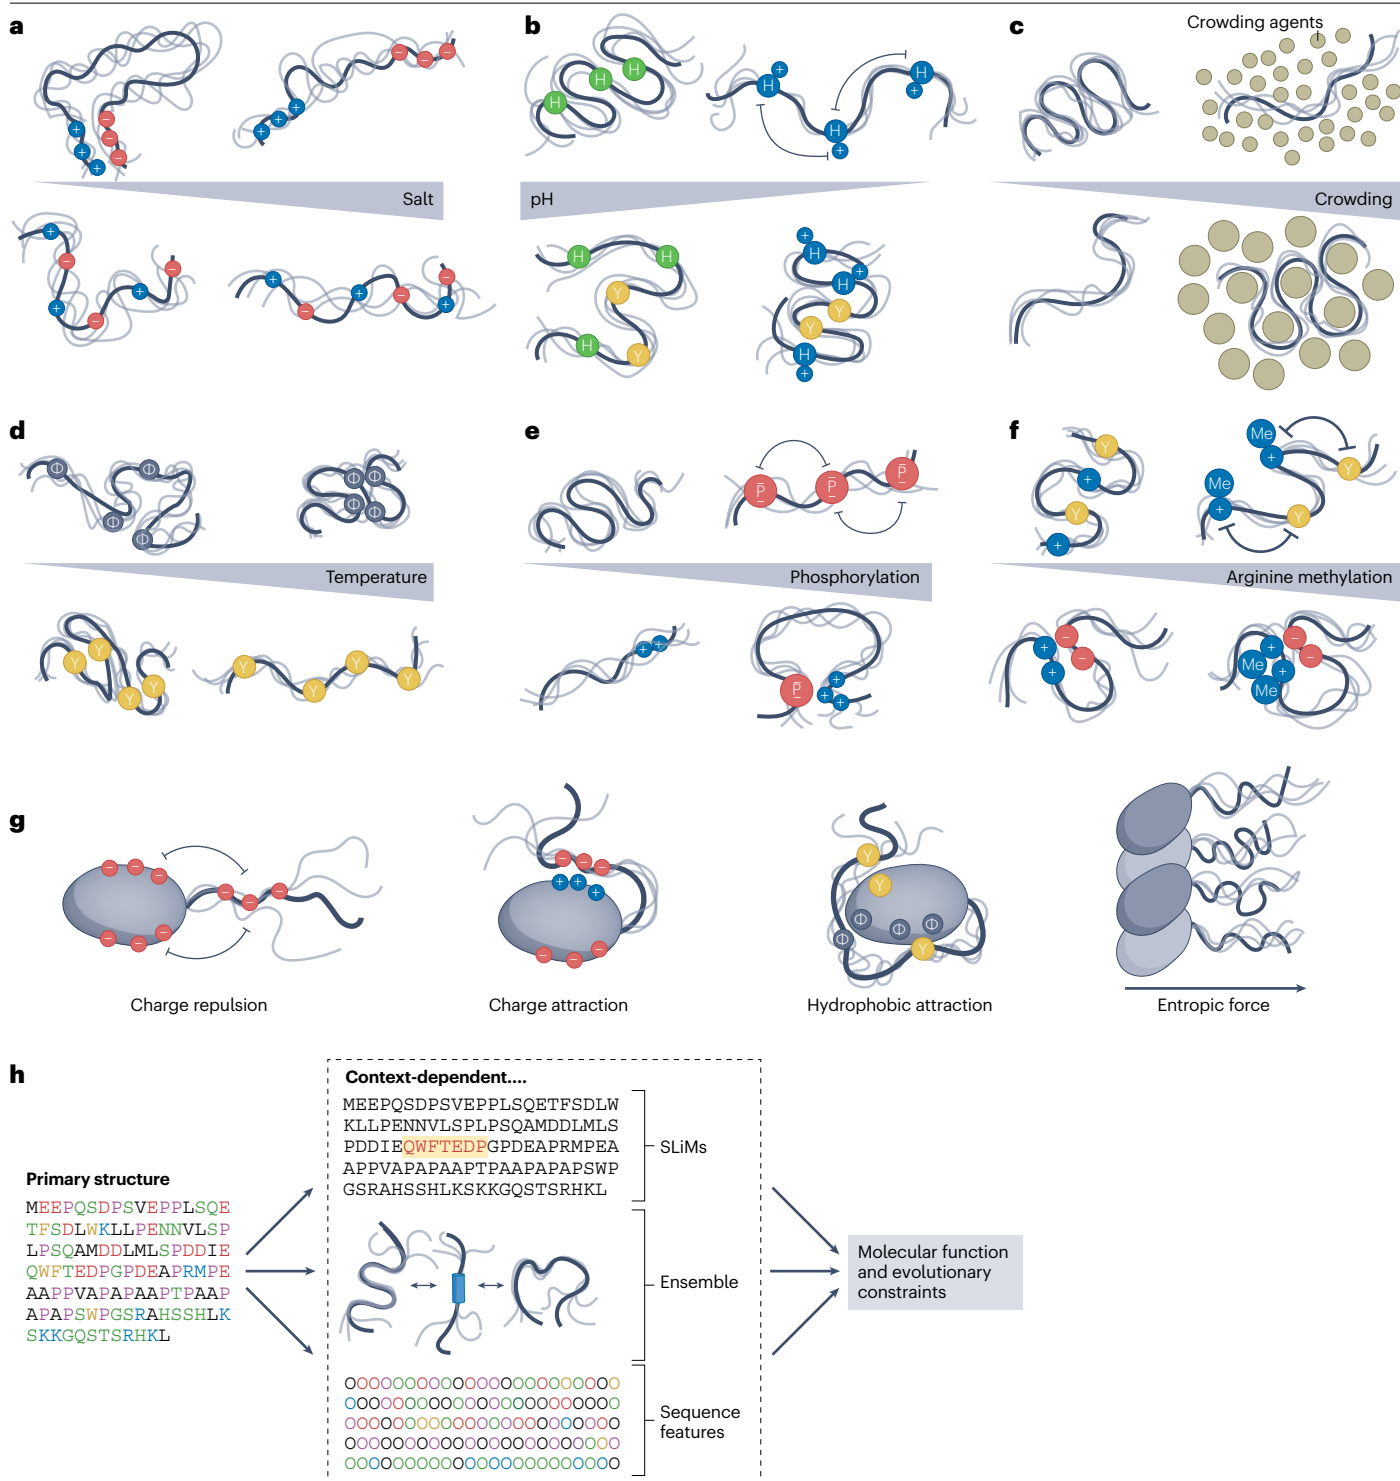 a
b
c
Crowding agents
+ + + − − −
+ + + − − −
H H H
H + H + H +
Salt
pH
Crowding
+ − + − + −
+ − + − + −
H H Y H Y
H + H + Y Y H +
d
e
f
Φ Φ Φ Φ
Φ Φ Φ Φ
P P P
Y + Y +
Me + Me + Y Y
Temperature
Phosphorylation
Arginine methylation
Y Y Y Y
Y Y Y Y
+ +
P + + +
+ + − −
+ + Me Me − −
g
− − − − − − − − −
− − − + + + − − −
Y Y Φ Φ Φ Φ Y
Charge repulsion
Charge attraction
Hydrophobic attraction
Entropic force
h
Primary structure
MEEPQSDPSVEPPLSQE
TFSDLWKLLPENNVLSP
LPSQAMDDLMLSPDDIE
QWFTEDPGPDEAPRMPE
AAPPVAPAPAAPTPAAP
APAPSWPGSRAHSSHLK
SKKGQSTSRHKL
Context-dependent....
MEEPQSDPSVEPPLSQETFSDLW
KLLPENNVLSPLPSQAMDDLMLS
PDDIEQWFTEDPGPDEAPRMPEA
APPVAPAPAAPTPAAPAPAPSWP
GSRAHSSHLKSKKGQSTSRHKL
SLiMs
Ensemble
Sequence
features
Molecular function
and evolutionary
constraints